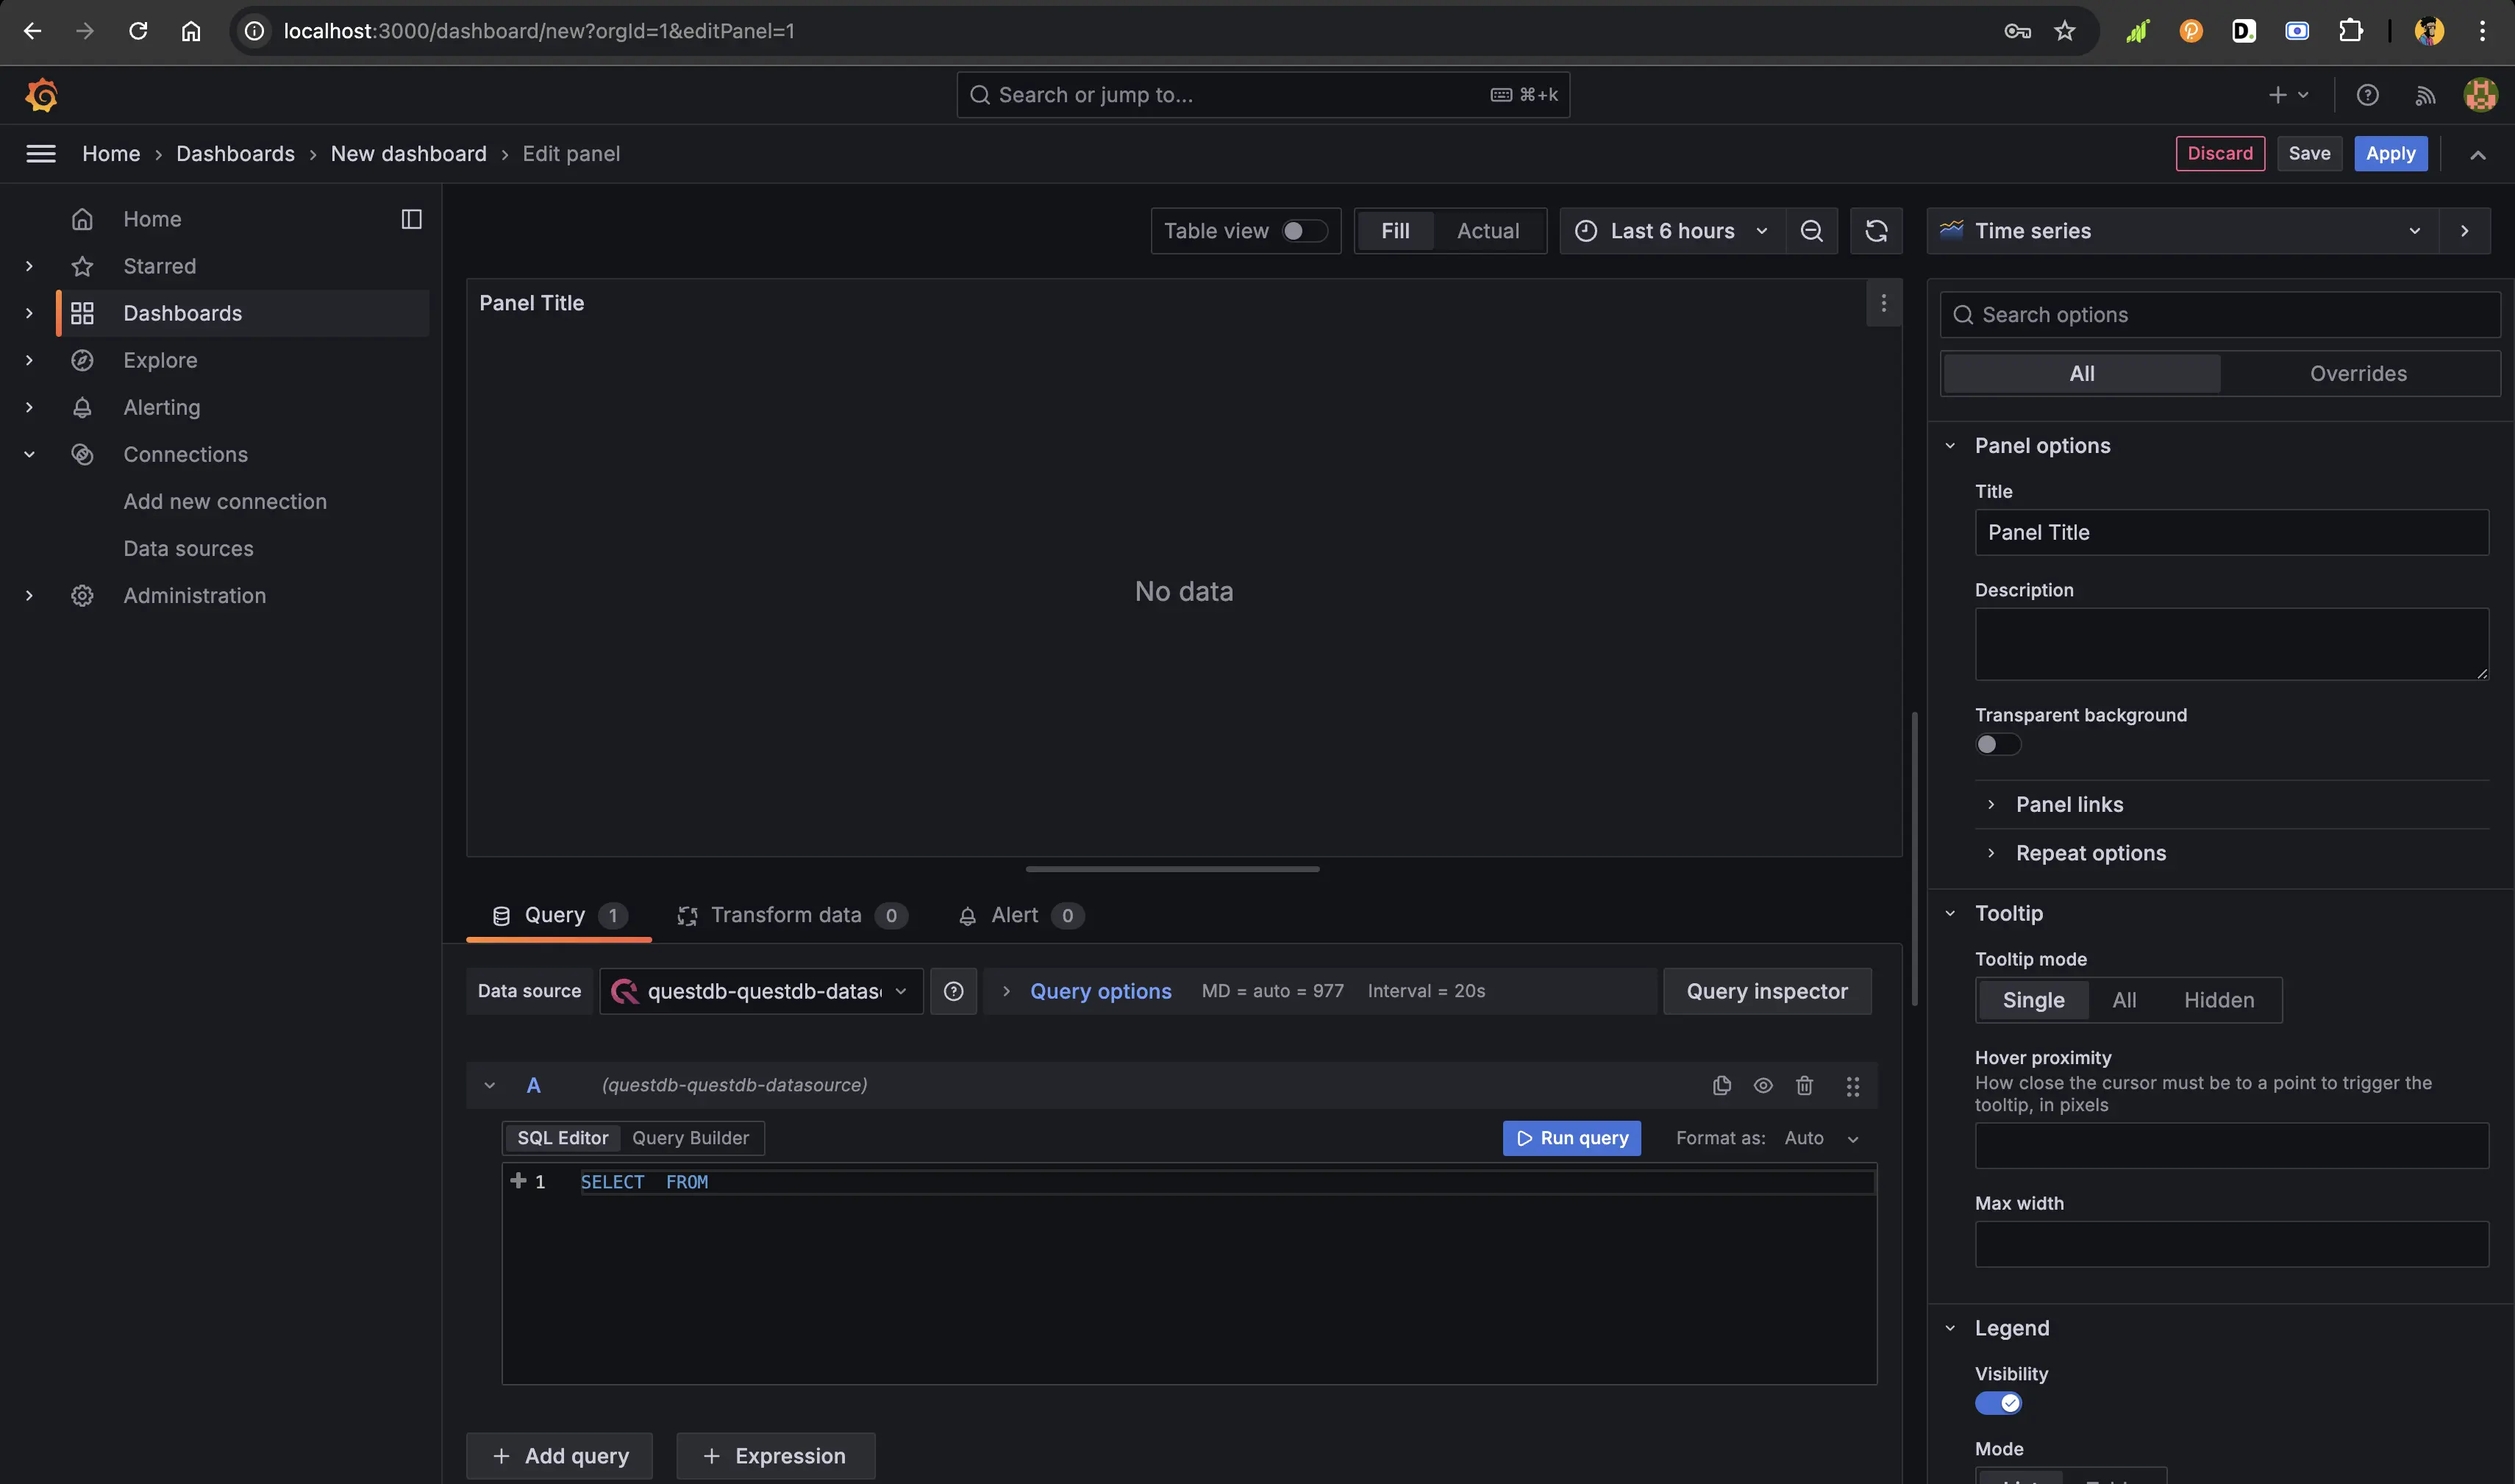 localhost:3000/dashboard/new?orgId=1&editPanel=1
Search or jump to...
⌘+k
Home › Dashboards › New dashboard › Edit panel
Discard
Save
Apply
Home
Starred
Dashboards
Explore
Alerting
Connections
Add new connection
Data sources
Administration
Table view
Fill
Actual
Last 6 hours
Time series
Panel Title
No data
Search options
All
Overrides
Panel options
Title
Panel Title
Description
Transparent background
Panel links
Repeat options
Tooltip
Tooltip mode
Single
All
Hidden
Hover proximity
How close the cursor must be to a point to trigger the
tooltip, in pixels
Max width
Legend
Visibility
Mode
Query 1
Transform data 0
Alert 0
Data source
questdb-questdb-datas
Query options
MD = auto = 977
Interval = 20s
Query inspector
A
(questdb-questdb-datasource)
SQL Editor
Query Builder
Run query
Format as: Auto
1
SELECT  FROM
+ Add query
+ Expression